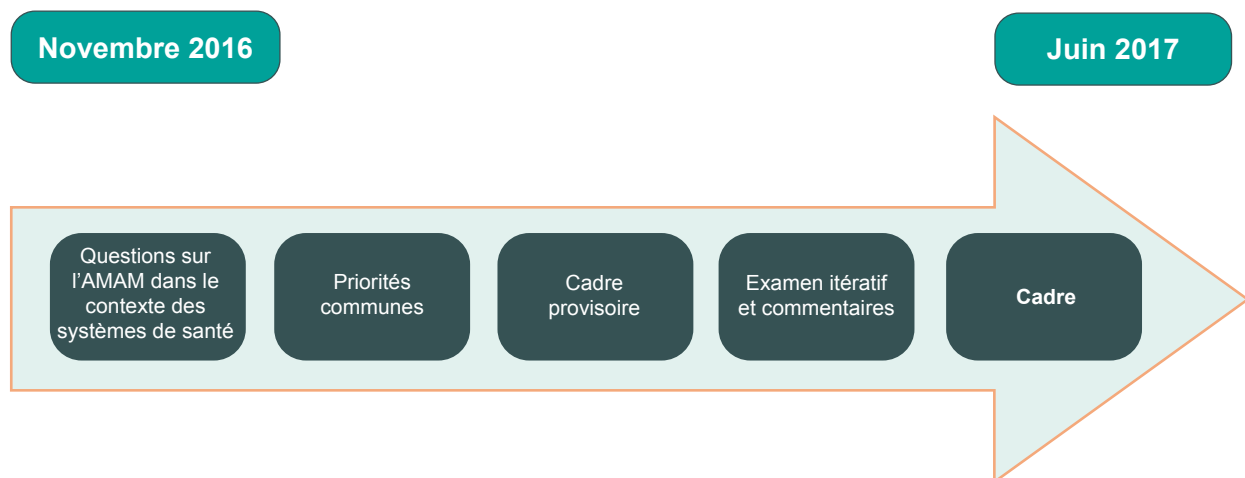 Novembre 2016
Juin 2017
Questions sur
l’AMAM dans le
contexte des
systèmes de santé
Priorités
communes
Cadre
provisoire
Examen itératif
et commentaires
Cadre